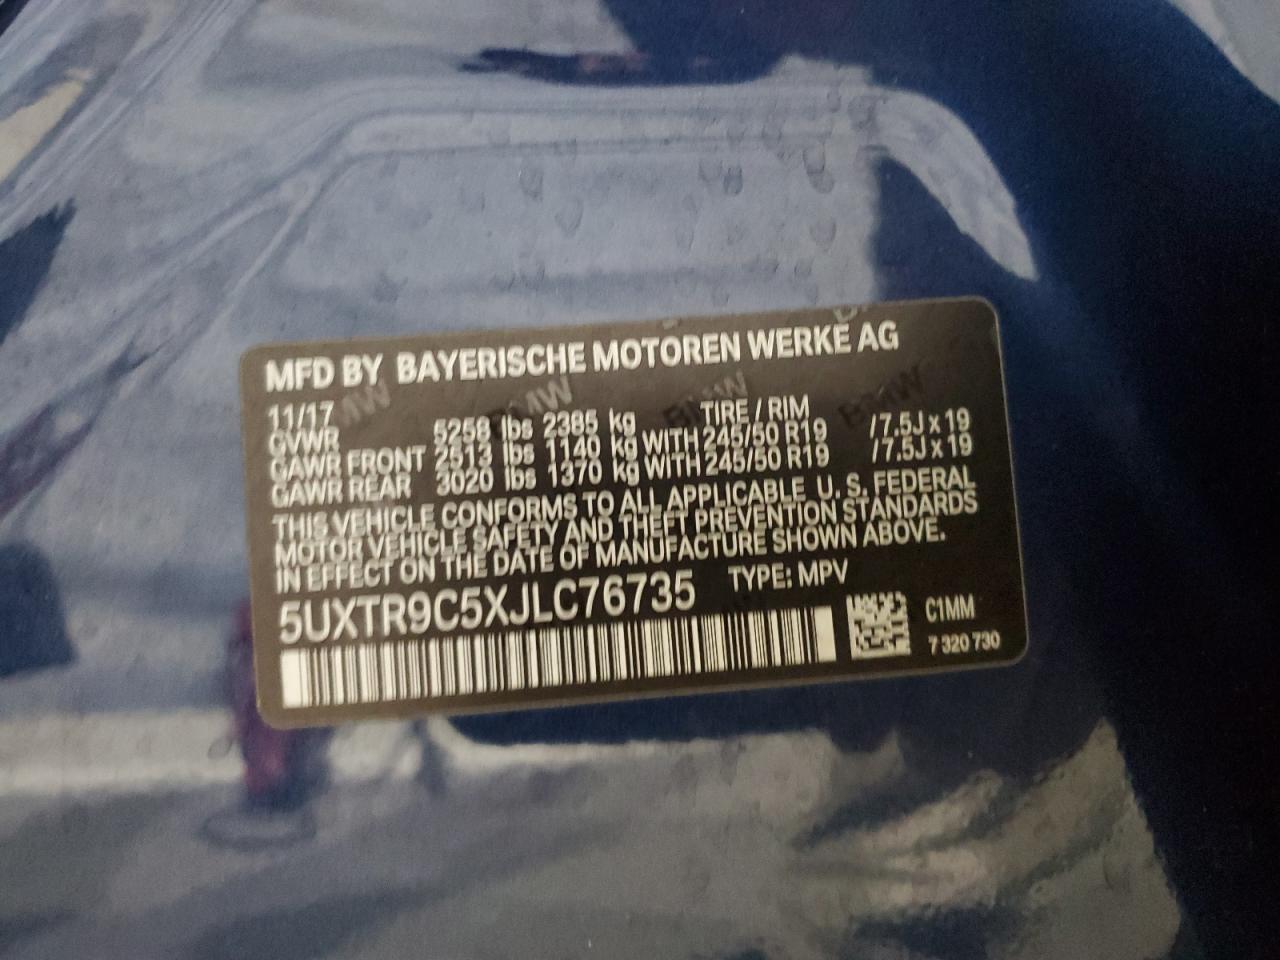 MFD BY BAYERISCHE MOTOREN WERKE AG
11/17 TIRE / RIM
GVWR 5258 lbs 2385 kg
GAWR FRONT 2513 lbs 1140 kg WITH 245/50 R19 /7.5J x 19
GAWR REAR 3020 lbs 1370 kg WITH 245/50 R19 /7.5J x 19
THIS VEHICLE CONFORMS TO ALL APPLICABLE U. S. FEDERAL
MOTOR VEHICLE SAFETY AND THEFT PREVENTION STANDARDS
IN EFFECT ON THE DATE OF MANUFACTURE SHOWN ABOVE.
5UXTR9C5XJLC76735 TYPE: MPV
C1MM
7 320 730